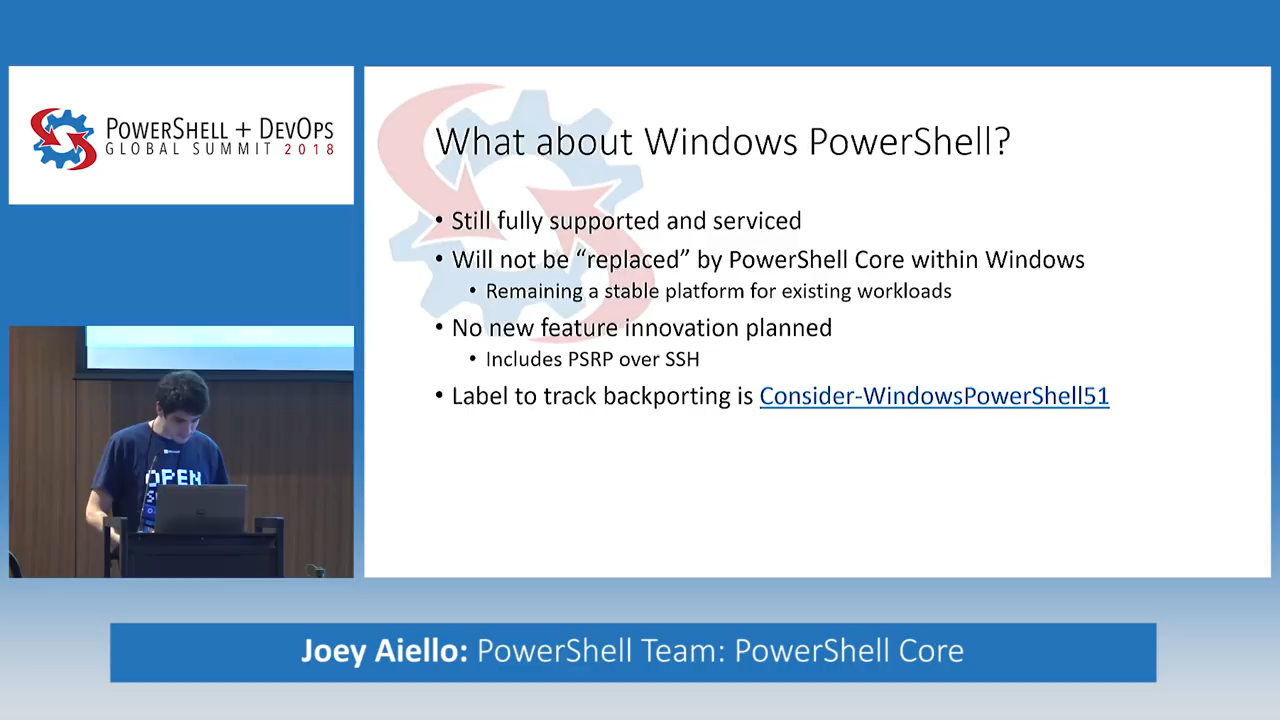 POWERSHELL + DEVOPS
GLOBAL SUMMIT 2018
What about Windows PowerShell?
• Still fully supported and serviced
• Will not be “replaced” by PowerShell Core within Windows
• Remaining a stable platform for existing workloads
• No new feature innovation planned
• Includes PSRP over SSH
• Label to track backporting is Consider-WindowsPowerShell51
OPEN
Joey Aiello: PowerShell Team: PowerShell Core